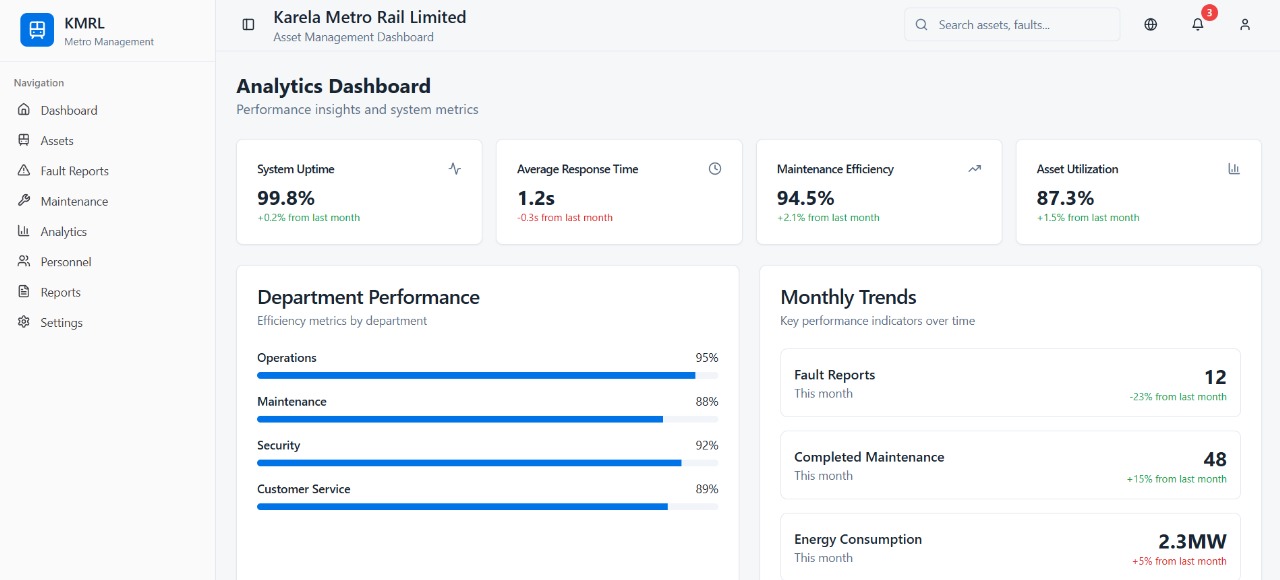 KMRL
Metro Management
Navigation
Dashboard
Assets
Fault Reports
Maintenance
Analytics
Personnel
Reports
Settings
Karela Metro Rail Limited
Asset Management Dashboard
Search assets, faults...
3
Analytics Dashboard
Performance insights and system metrics
System Uptime
99.8%
+0.2% from last month
Average Response Time
1.2s
-0.3s from last month
Maintenance Efficiency
94.5%
+2.1% from last month
Asset Utilization
87.3%
+1.5% from last month
Department Performance
Efficiency metrics by department
Operations 95%
Maintenance 88%
Security 92%
Customer Service 89%
Monthly Trends
Key performance indicators over time
Fault Reports
This month
12
-23% from last month
Completed Maintenance
This month
48
+15% from last month
Energy Consumption
This month
2.3MW
+5% from last month